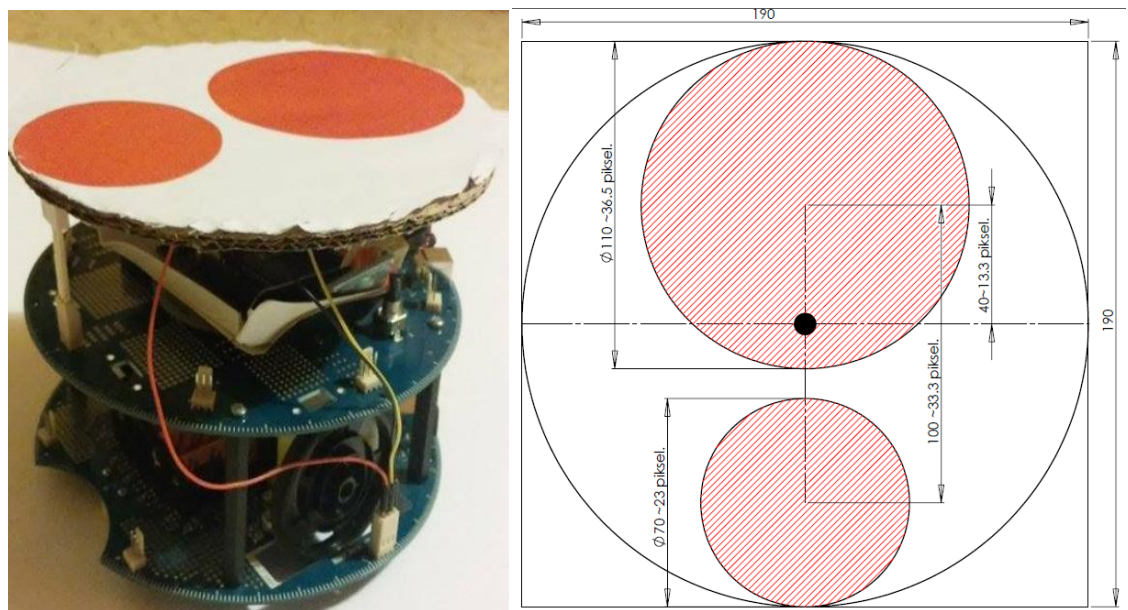 190
Ø110 ~36.5 piksel.
40~13.3 piksel.
190
100 ~33.3 piksel.
Ø70 ~23 piksel.